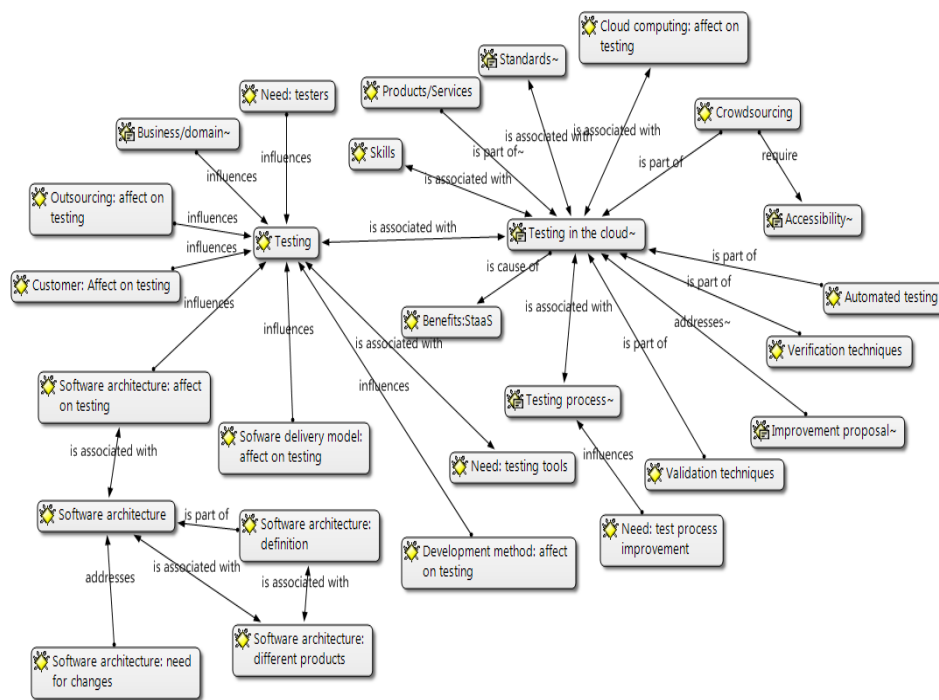 Cloud computing: affect on
testing
Standards~
Need: testers
Products/Services
Crowdsourcing
Business/domain~
is associated with
is associated with
influences
is part of~
is part of
require
Skills
influences
is associated with
Outsourcing: affect on
testing
influences
Accessibility~
is associated with
Testing
Testing in the cloud~
influences
is part of
is cause of
Customer: Affect on testing
is part of
influences
Automated testing
is associated with
Benefits:StaaS
addresses~
influences
is part of
is associated with
Verification techniques
Software architecture: affect
on testing
influences
Testing process~
Improvement proposal~
Sofware delivery model:
affect on testing
is associated with
influences
Need: testing tools
Validation techniques
Software architecture
is part of
Software architecture:
definition
Need: test process
improvement
Development method: affect
on testing
is associated with
addresses
is associated with
Software architecture:
different products
Software architecture: need
for changes